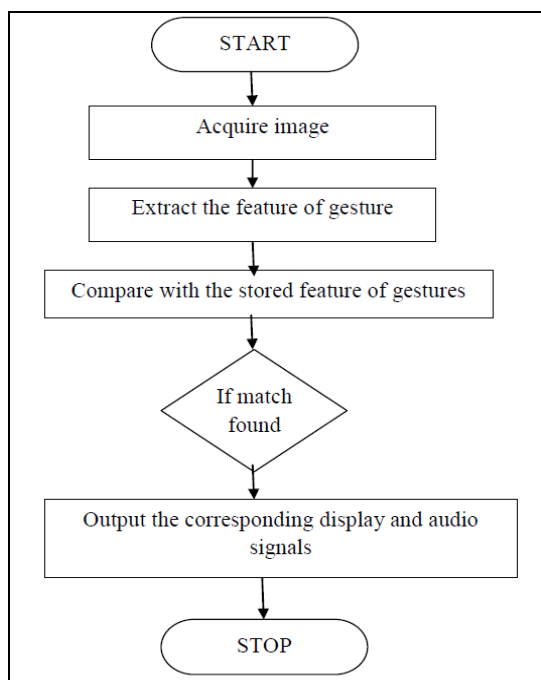 START
Acquire image
Extract the feature of gesture
Compare with the stored feature of gestures
If match
found
Output the corresponding display and audio
signals
STOP